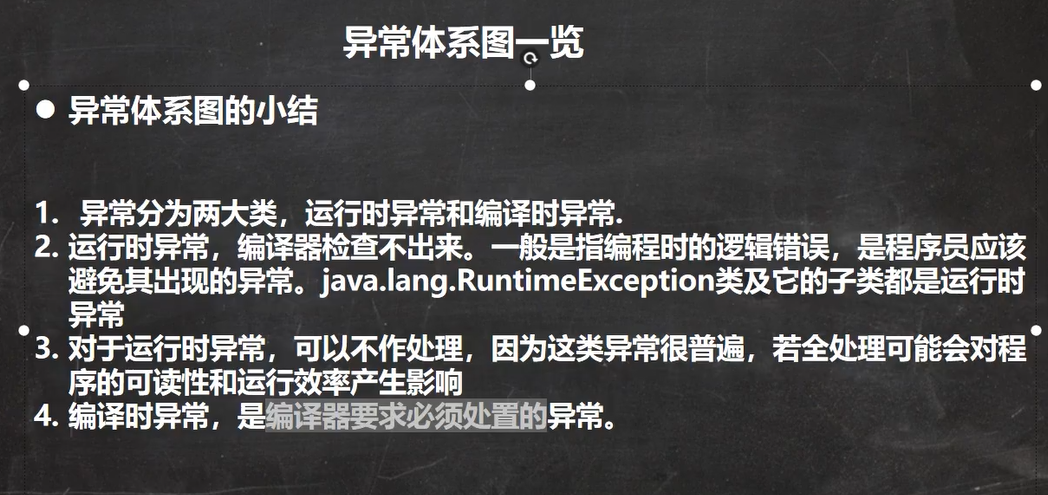 异常体系图一览
● 异常体系图的小结
1. 异常分为两大类，运行时异常和编译时异常.
2. 运行时异常，编译器检查不出来。一般是指编程时的逻辑错误，是程序员应该
避免其出现的异常。java.lang.RuntimeException类及它的子类都是运行时
异常
3. 对于运行时异常，可以不作处理，因为这类异常很普遍，若全处理可能会对程
序的可读性和运行效率产生影响
4. 编译时异常，是编译器要求必须处置的异常。